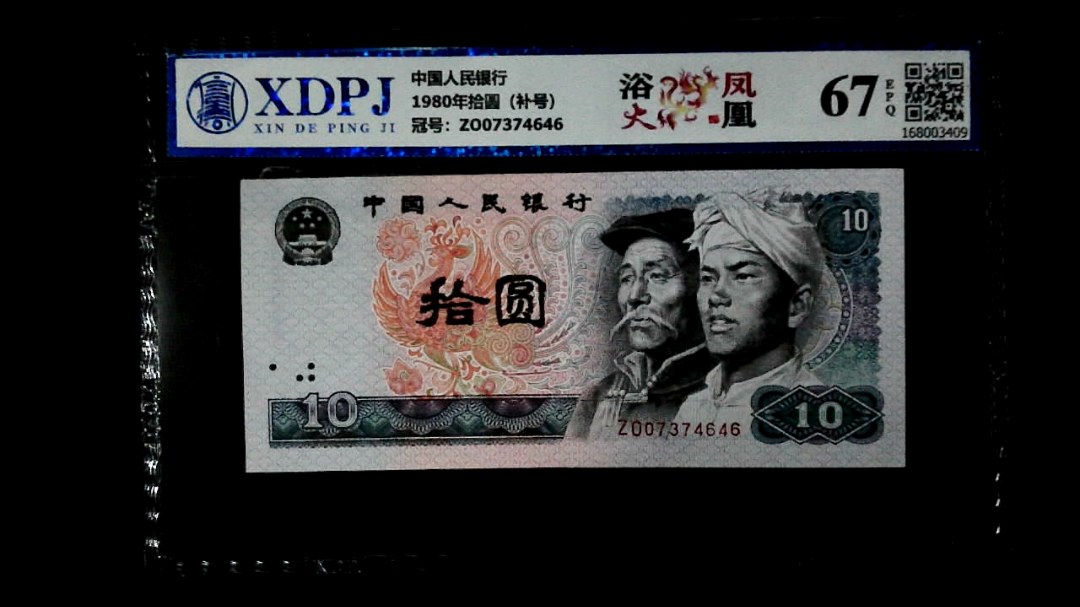 XDPJ
XIN DE PING JI
中国人民银行
1980年拾圆（补号）
冠号：ZO07374646
浴火
凤凰
67
EPQ
168003409
中国人民银行
10
拾圆
10
ZO07374646
10